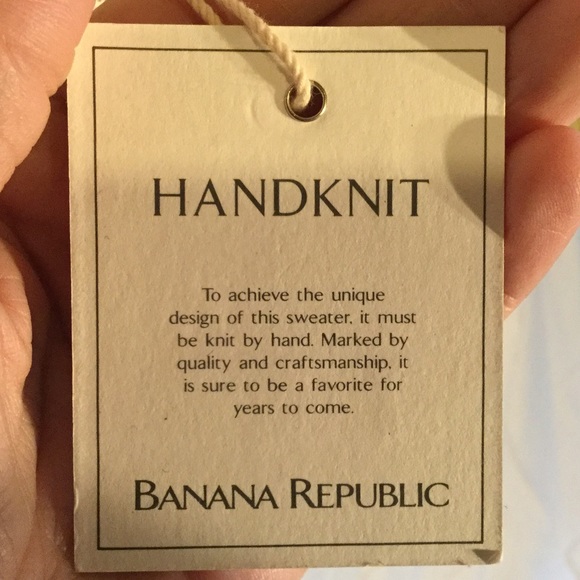 HANDKNIT
To achieve the unique
design of this sweater, it must
be knit by hand. Marked by
quality and craftsmanship, it
is sure to be a favorite for
years to come.
BANANA REPUBLIC